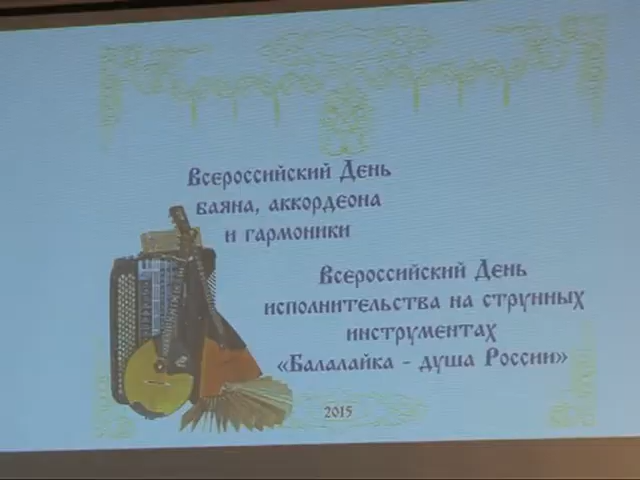 Всероссийский День
баяна, аккордеона
и гармоники
Всероссийский День
исполнительства на струнных
инструментах
«Балалайка - душа России»
2015